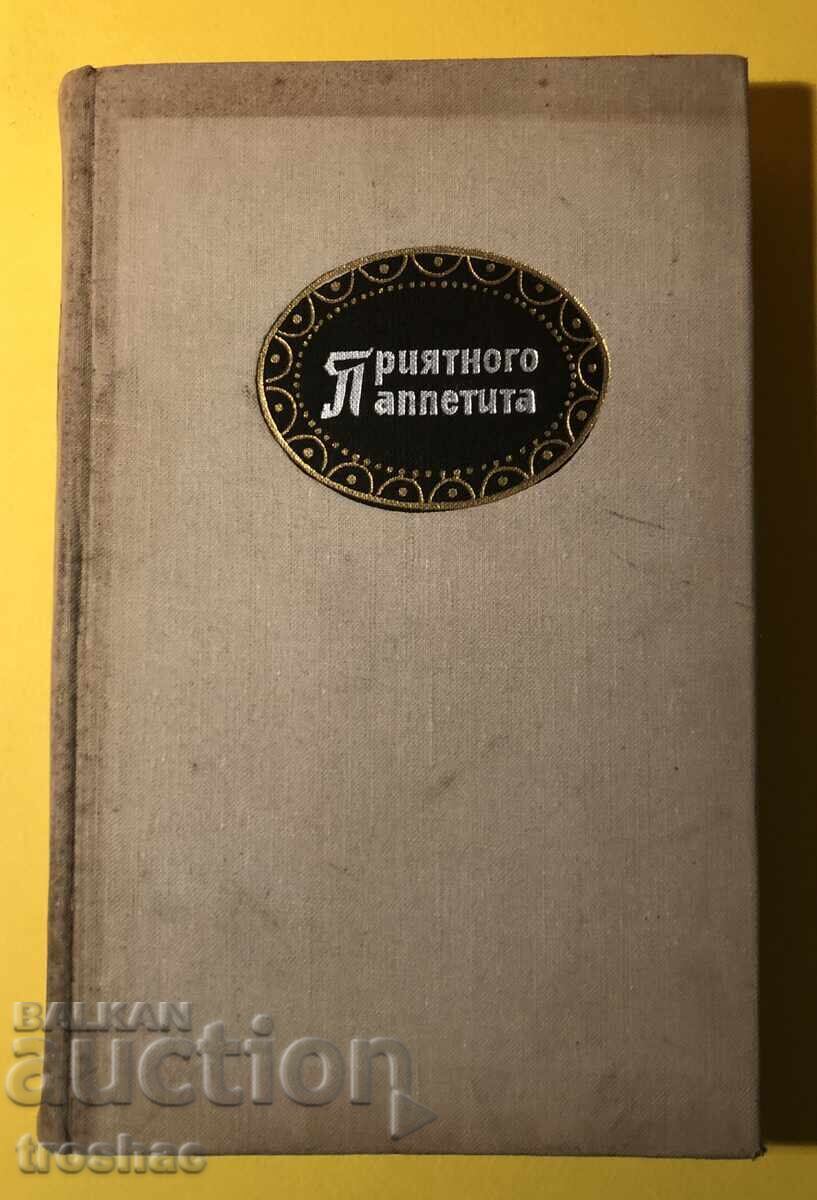 Приятного
аппетита
BALKAN
auction
troshac